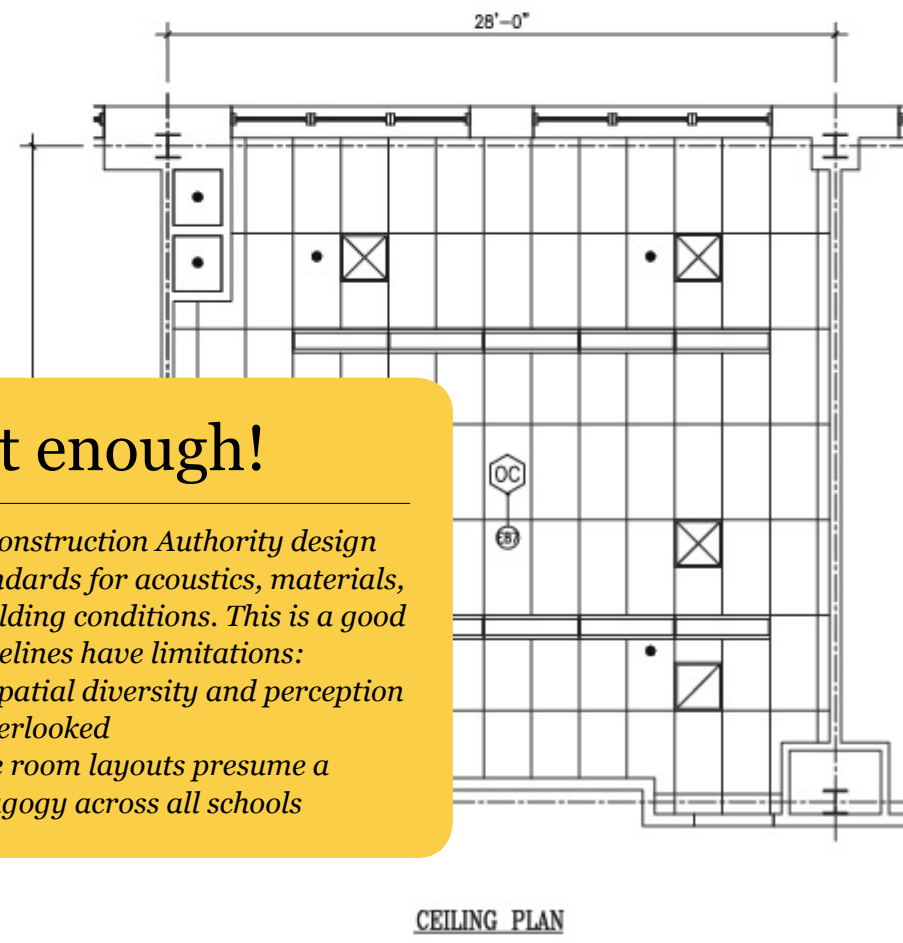 28'-0"
t enough!
onstruction Authority design
ndards for acoustics, materials,
lding conditions. This is a good
elines have limitations:
patial diversity and perception
erlooked
e room layouts presume a
gogy across all schools
OC
EB7
CEILING PLAN